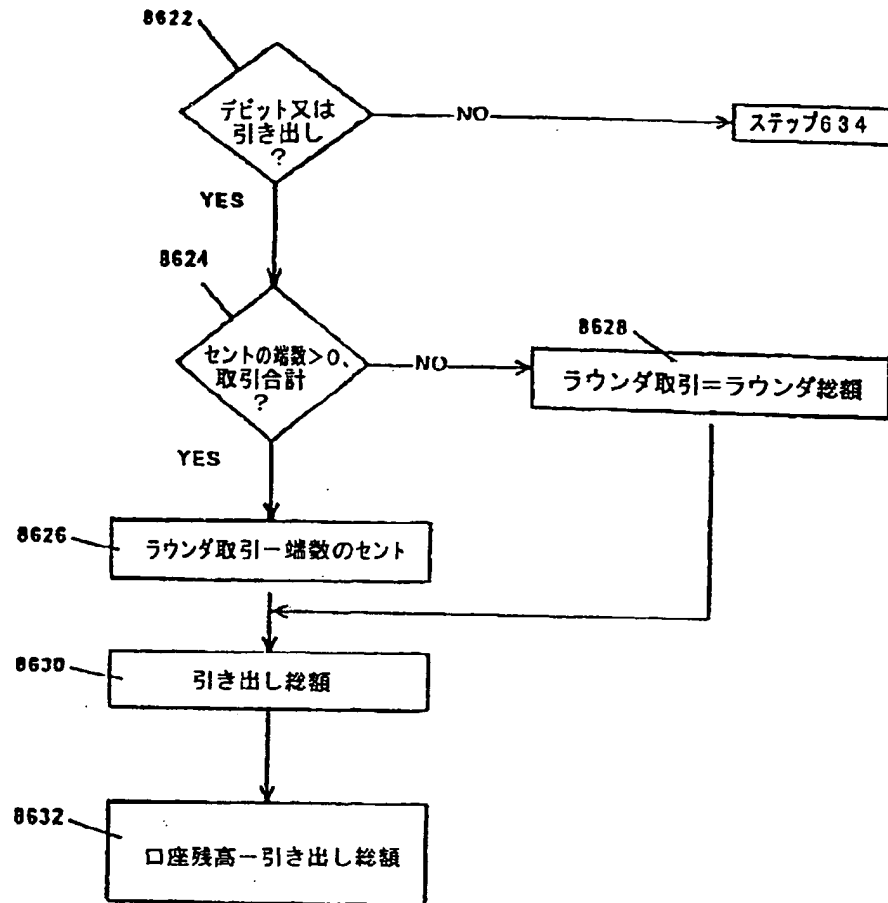 8622
デビット又は
引き出し
?
NO
ステップ634
YES
8624
セントの端数>0、
取引合計
?
NO
8628
ラウンダ取引=ラウンダ総額
YES
8626
ラウンダ取引-端数のセント
8630
引き出し総額
8632
口座残高-引き出し総額